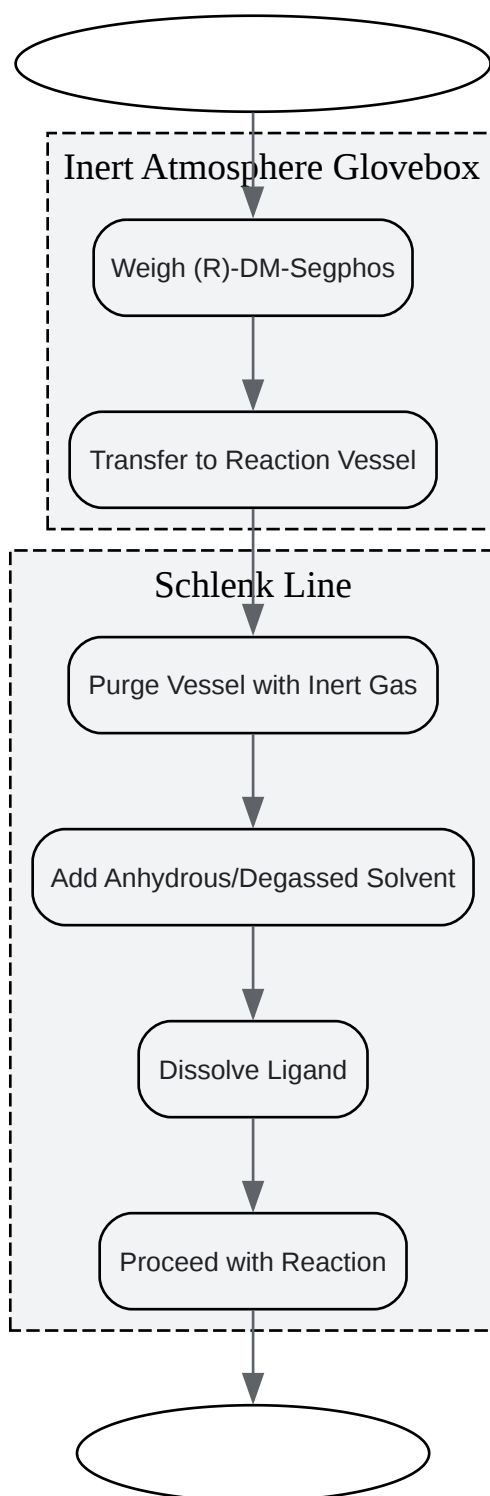 Inert Atmosphere Glovebox
Weigh (R)-DM-Segphos
Transfer to Reaction Vessel
Schlenk Line
Purge Vessel with Inert Gas
Add Anhydrous/Degassed Solvent
Dissolve Ligand
Proceed with Reaction